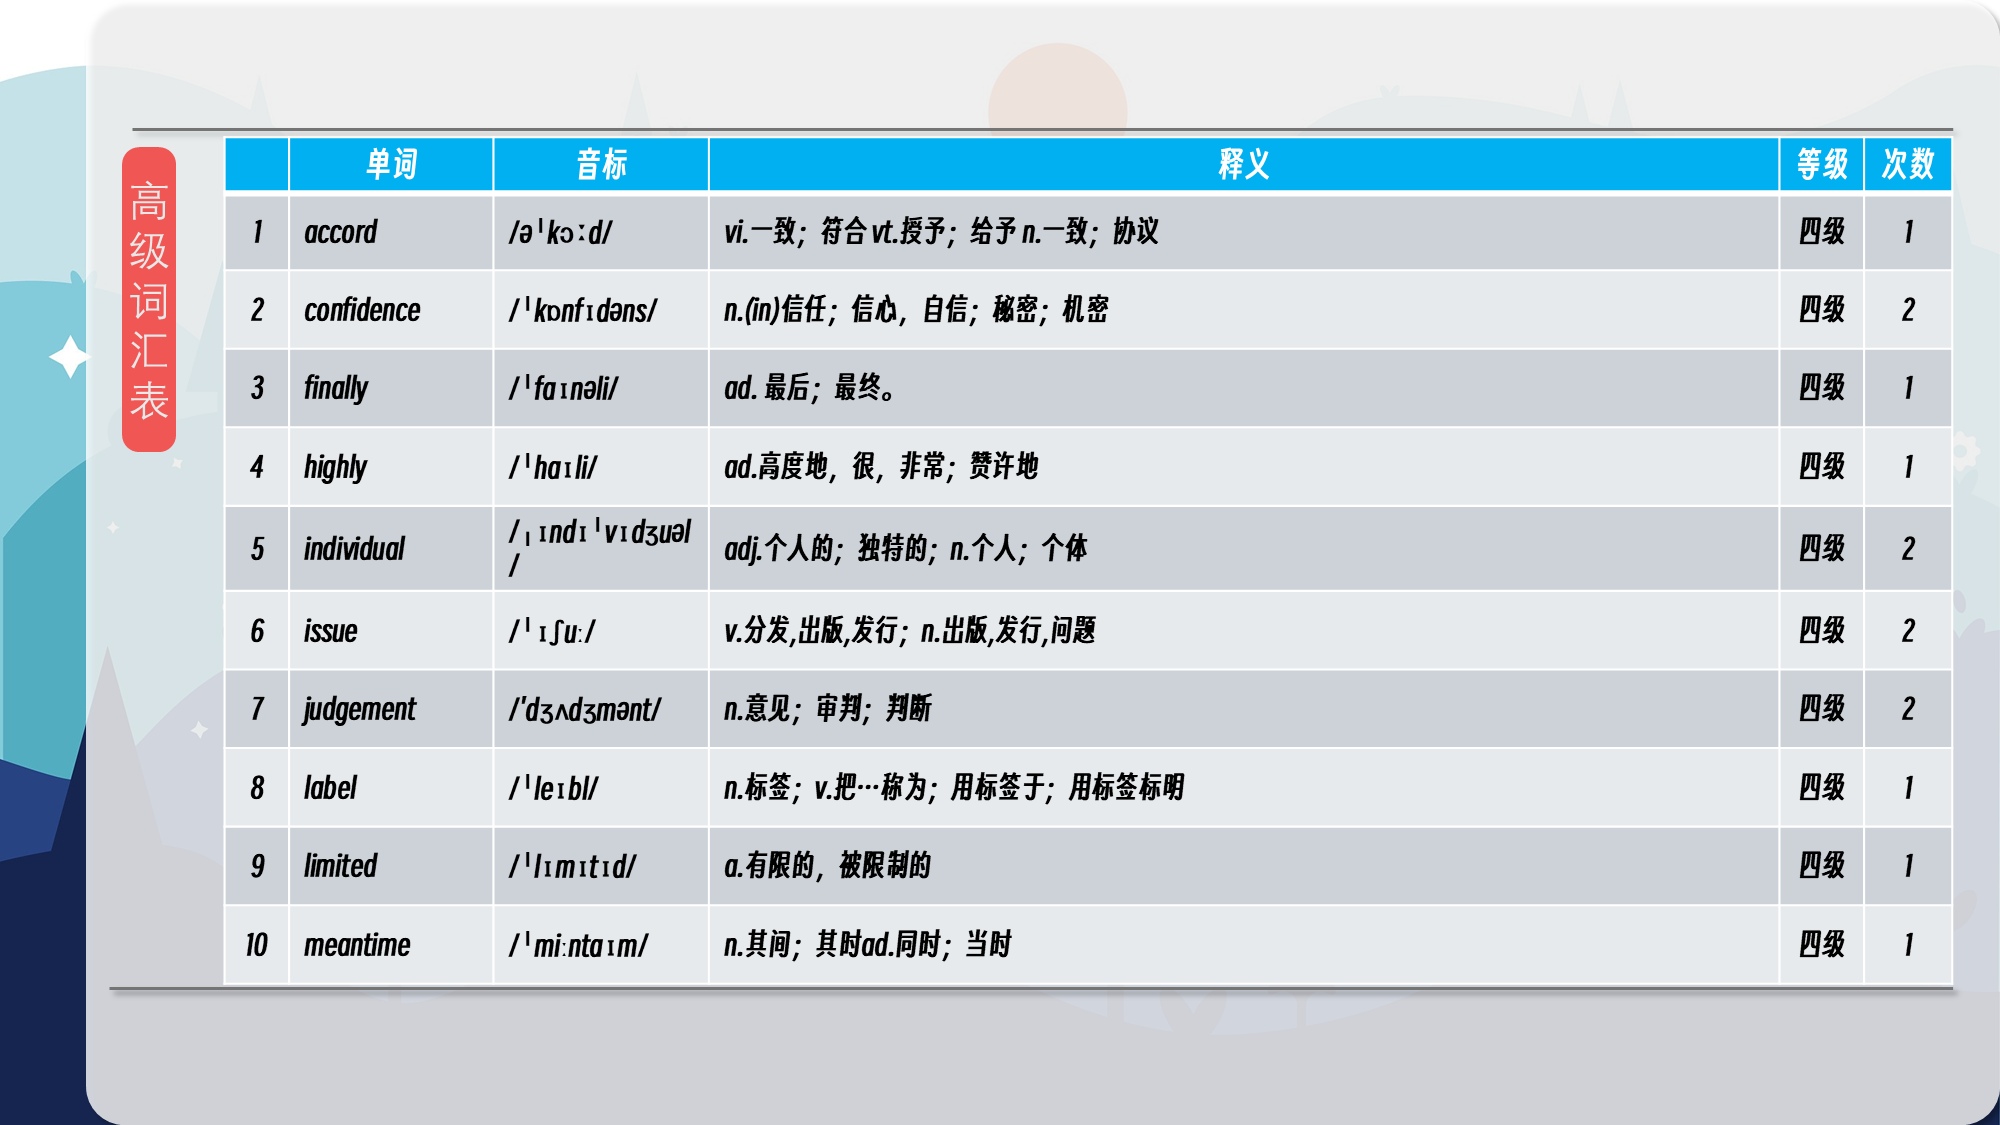 高级词汇表
单词 音标 释义 等级 次数
1 accord /əˈkɔːd/ vi.一致；符合 vt.授予；给予 n.一致；协议 四级 1
2 confidence /ˈkɒnfɪdəns/ n.(in)信任；信心，自信；秘密；机密 四级 2
3 finally /ˈfaɪnəli/ ad. 最后；最终。 四级 1
4 highly /ˈhaɪli/ ad.高度地，很，非常；赞许地 四级 1
5 individual /ˌɪndɪˈvɪdʒuəl
/ adj.个人的；独特的；n.个人；个体 四级 2
6 issue /ˈɪʃuː/ v.分发,出版,发行；n.出版,发行,问题 四级 2
7 judgement /'dʒʌdʒmənt/ n.意见；审判；判断 四级 2
8 label /ˈleɪbl/ n.标签；v.把…称为；用标签于；用标签标明 四级 1
9 limited /ˈlɪmɪtɪd/ a.有限的，被限制的 四级 1
10 meantime /ˈmiːntaɪm/ n.其间；其时ad.同时；当时 四级 1